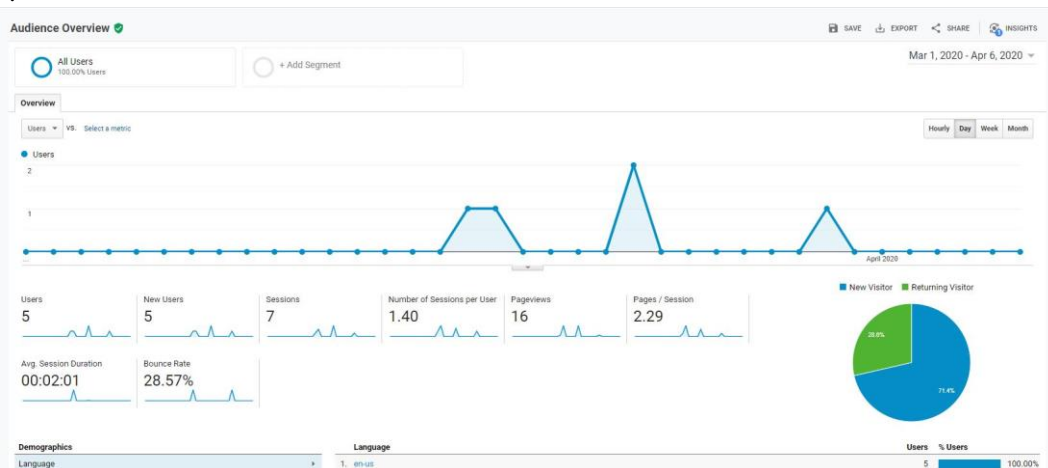 Audience Overview
SAVE EXPORT SHARE INSIGHTS
All Users
100.00% Users
+ Add Segment
Mar 1, 2020 - Apr 6, 2020
Overview
Users VS. Select a metric
Hourly Day Week Month
Users
2
1
...
April 2020
New Visitor Returning Visitor
Users
5
New Users
5
Sessions
7
Number of Sessions per User
1.40
Pageviews
16
Pages / Session
2.29
71.4%
Avg. Session Duration
00:02:01
Bounce Rate
28.57%
Demographics
Language
Language Users % Users
1. en-us 5 100.00%